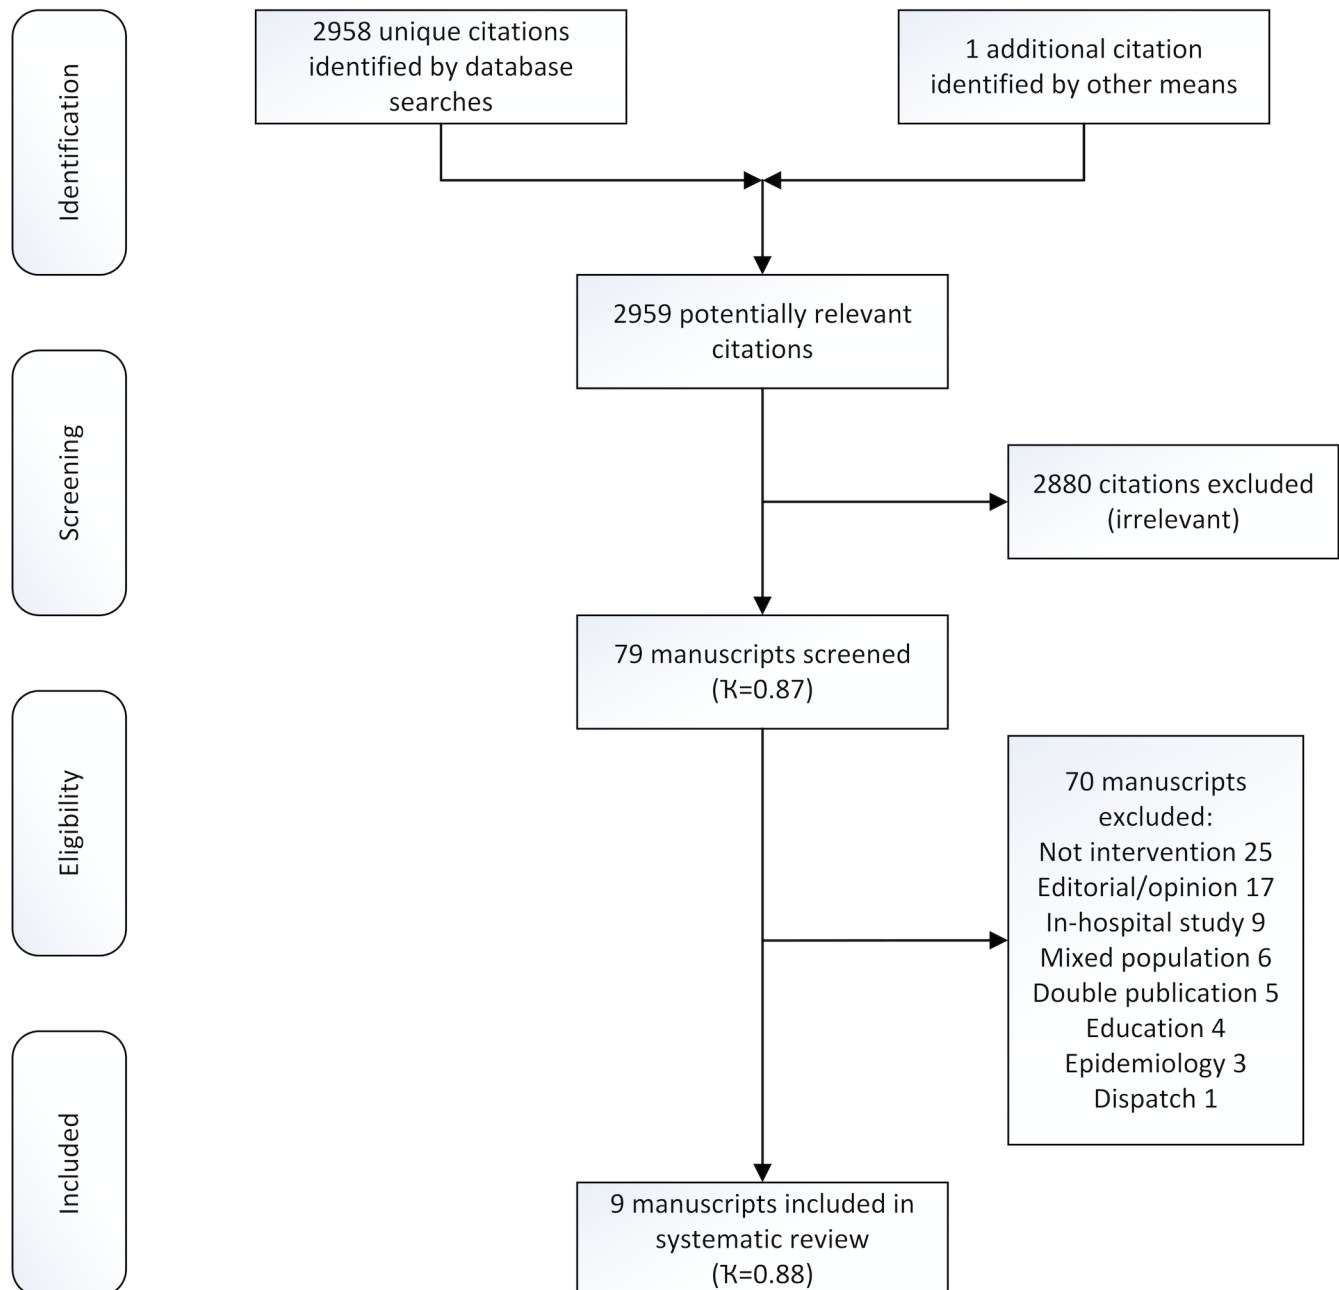 Identification
2958 unique citations
identified by database
searches
1 additional citation
identified by other means
2959 potentially relevant
citations
Screening
2880 citations excluded
(irrelevant)
79 manuscripts screened
(Ҡ=0.87)
Eligibility
70 manuscripts
excluded:
Not intervention 25
Editorial/opinion 17
In-hospital study 9
Mixed population 6
Double publication 5
Education 4
Epidemiology 3
Dispatch 1
Included
9 manuscripts included in
systematic review
(Ҡ=0.88)